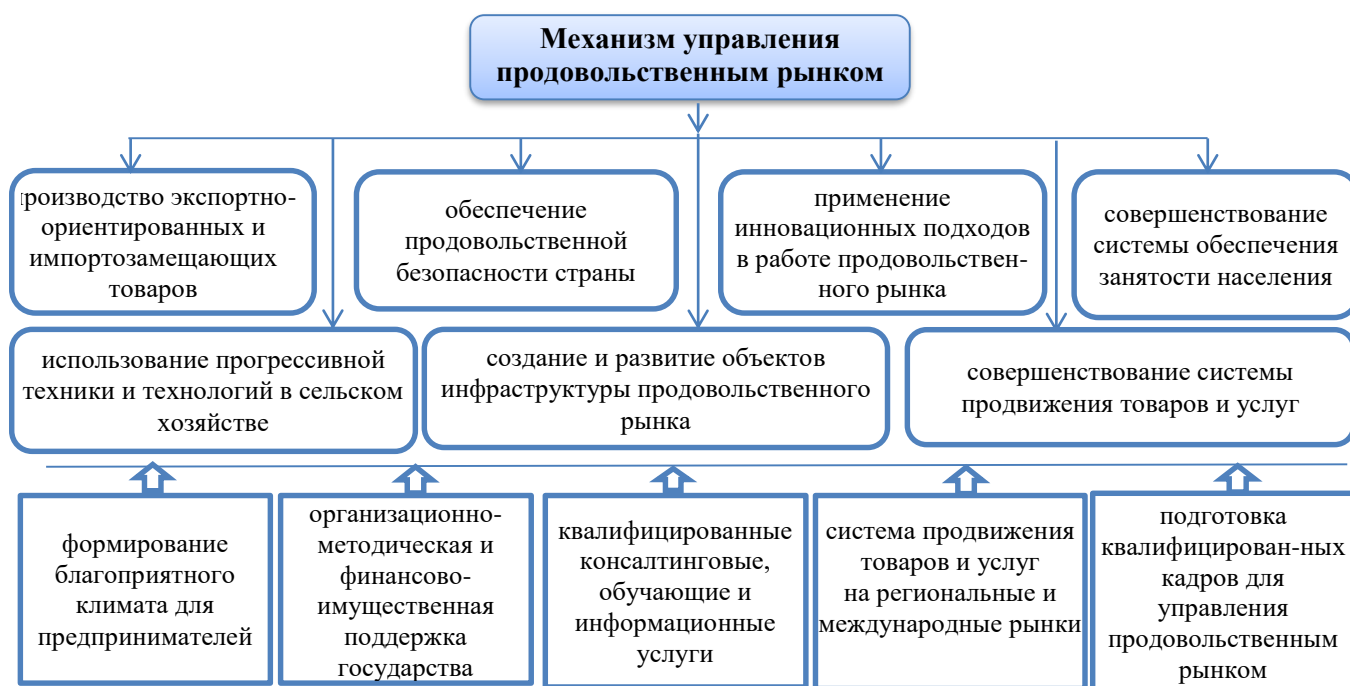 Механизм управления
продовольственным рынком
производство экспортно-
ориентированных и
импортозамещающих
товаров
обеспечение
продовольственной
безопасности страны
применение
инновационных подходов
в работе продовольствен-
ного рынка
совершенствование
системы обеспечения
занятости населения
использование прогрессивной
техники и технологий в сельском
хозяйстве
создание и развитие объектов
инфраструктуры продовольственного
рынка
совершенствование системы
продвижения товаров и услуг
формирование
благоприятного
климата для
предпринимателей
организационно-
методическая и
финансово-
имущественная
поддержка
государства
квалифицированные
консалтинговые,
обучающие и
информационные
услуги
система продвижения
товаров и услуг
на региональные и
международные рынки
подготовка
квалифицирован-ных
кадров для
управления
продовольственным
рынком